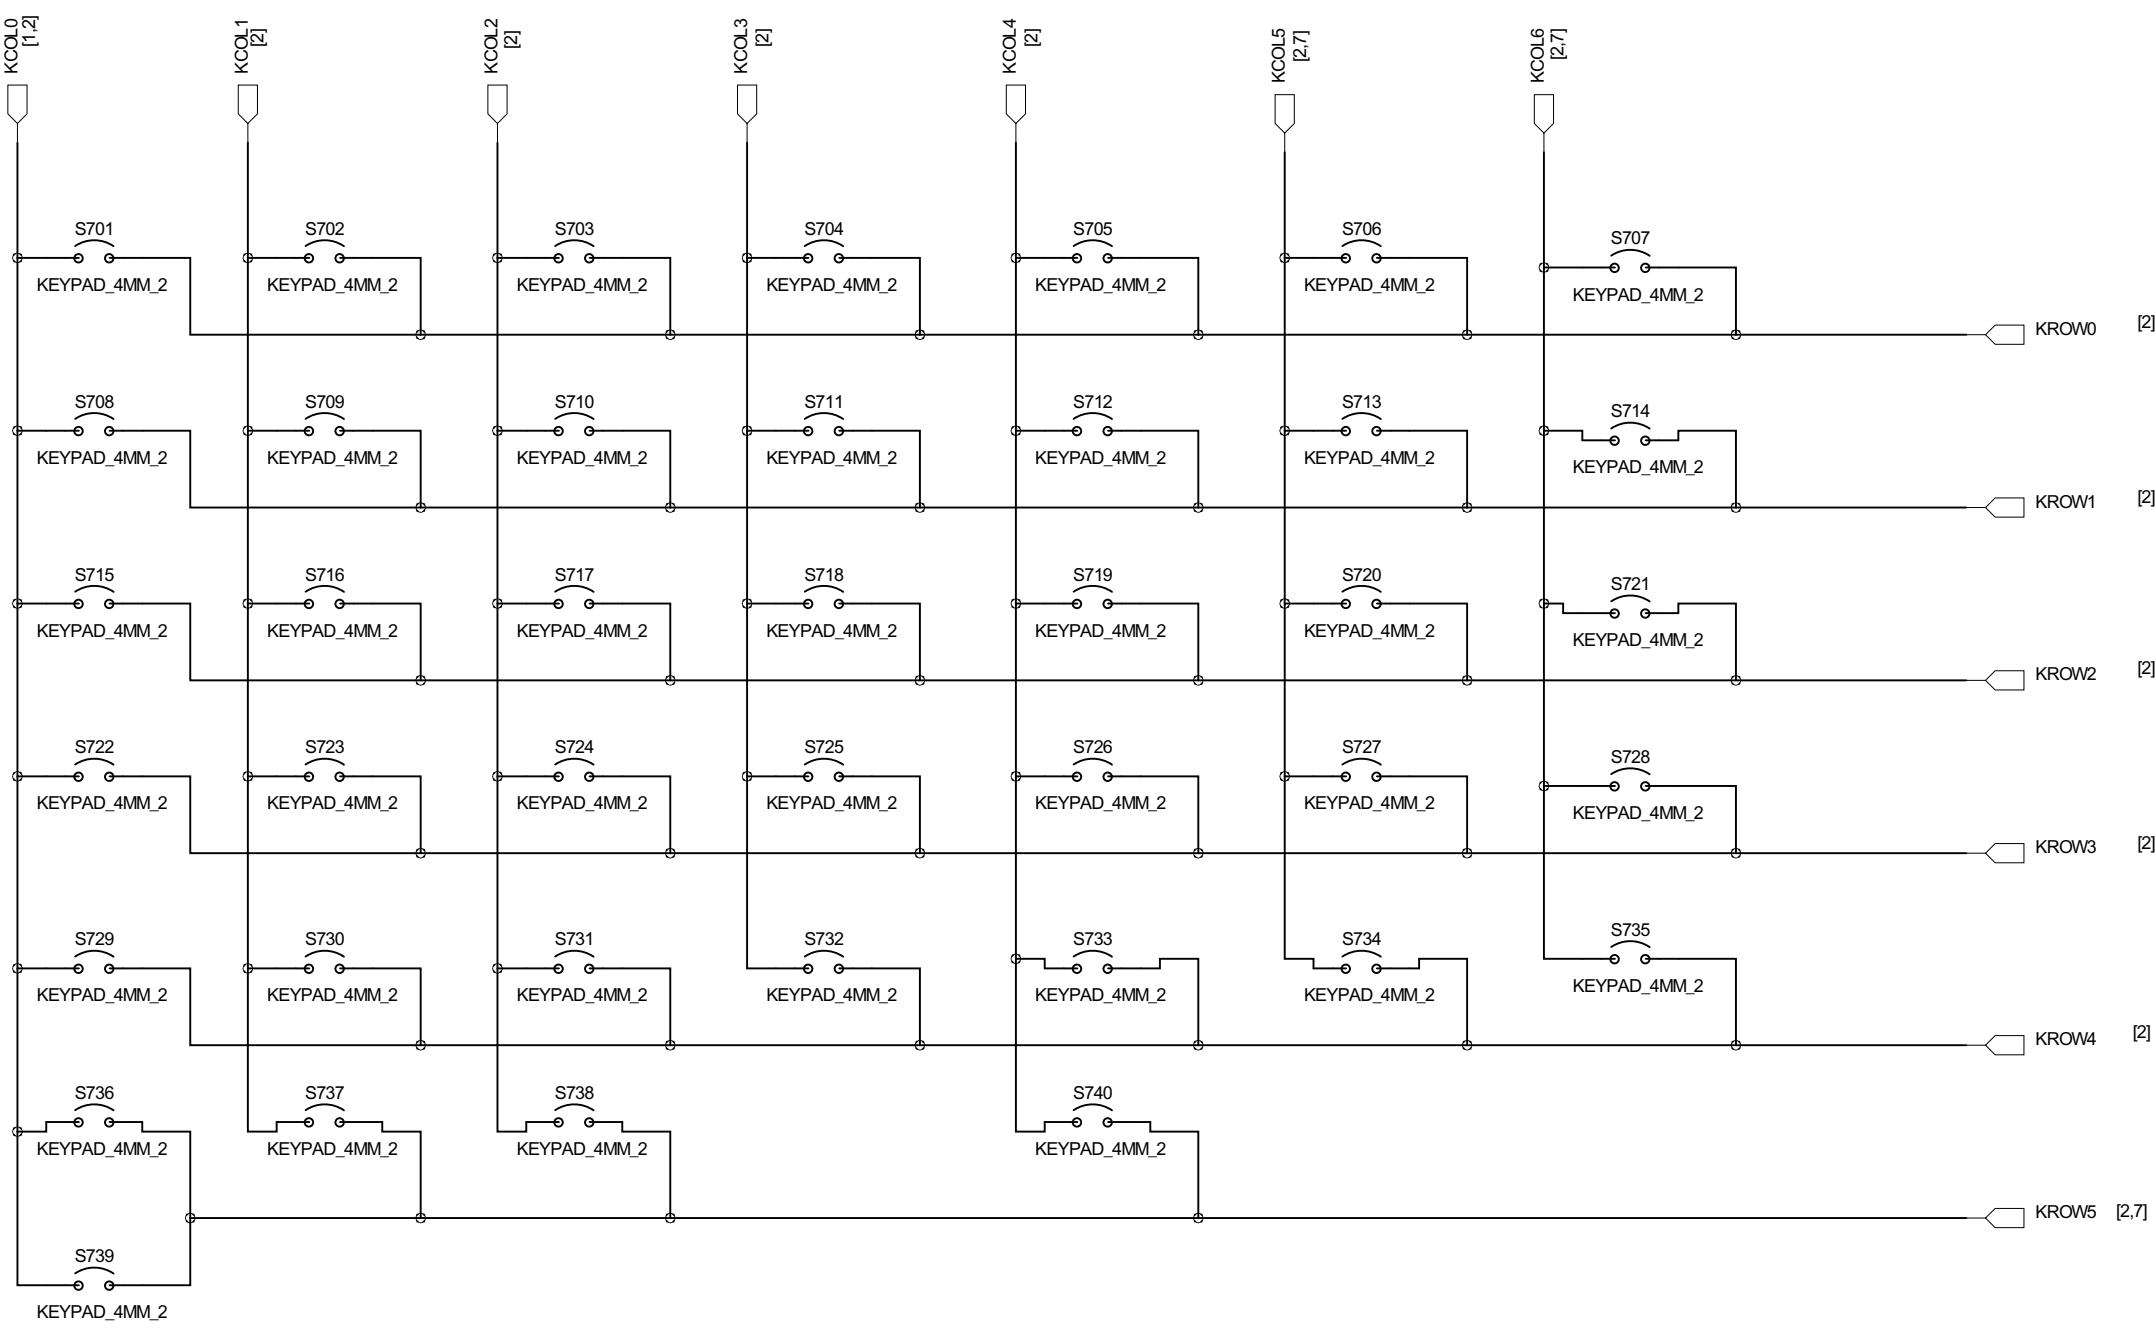 KCOL0 KCOL1 KCOL2 KCOL3 KCOL4 KCOL5 KCOL6
[1,2] [2] [2] [2] [2] [2,7] [2,7]
S701 S702 S703 S704 S705 S706 S707
KEYPAD_4MM_2 KEYPAD_4MM_2 KEYPAD_4MM_2 KEYPAD_4MM_2 KEYPAD_4MM_2 KEYPAD_4MM_2 KEYPAD_4MM_2
KROW0 [2]
S708 S709 S710 S711 S712 S713 S714
KEYPAD_4MM_2 KEYPAD_4MM_2 KEYPAD_4MM_2 KEYPAD_4MM_2 KEYPAD_4MM_2 KEYPAD_4MM_2 KEYPAD_4MM_2
KROW1 [2]
S715 S716 S717 S718 S719 S720 S721
KEYPAD_4MM_2 KEYPAD_4MM_2 KEYPAD_4MM_2 KEYPAD_4MM_2 KEYPAD_4MM_2 KEYPAD_4MM_2 KEYPAD_4MM_2
KROW2 [2]
S722 S723 S724 S725 S726 S727 S728
KEYPAD_4MM_2 KEYPAD_4MM_2 KEYPAD_4MM_2 KEYPAD_4MM_2 KEYPAD_4MM_2 KEYPAD_4MM_2 KEYPAD_4MM_2
KROW3 [2]
S729 S730 S731 S732 S733 S734 S735
KEYPAD_4MM_2 KEYPAD_4MM_2 KEYPAD_4MM_2 KEYPAD_4MM_2 KEYPAD_4MM_2 KEYPAD_4MM_2 KEYPAD_4MM_2
KROW4 [2]
S736 S737 S738 S740
KEYPAD_4MM_2 KEYPAD_4MM_2 KEYPAD_4MM_2 KEYPAD_4MM_2
KROW5 [2,7]
S739
KEYPAD_4MM_2